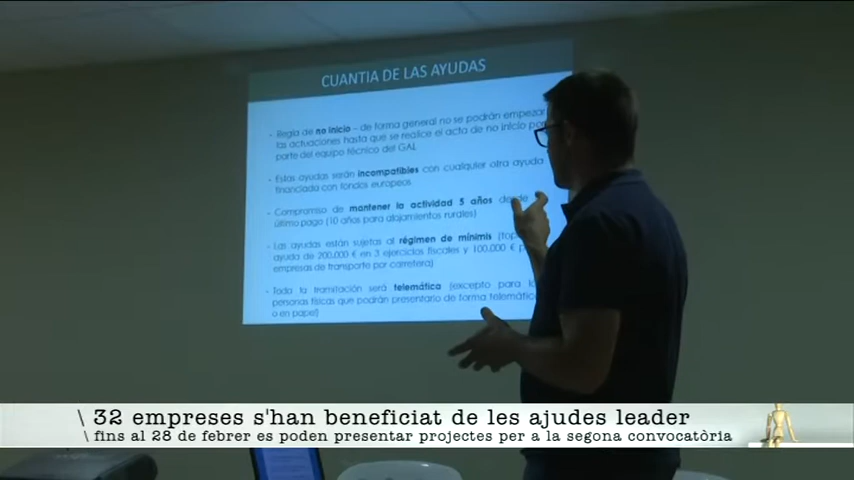 CUANTIA DE LAS AYUDAS
- Regla de no inicio – de forma general no se podrán empezar
las actuaciones hasta que se realice el acta de no inicio por
parte del equipo técnico del GAL.
- Estas ayudas serán incompatibles con cualquier otra ayuda
financiada con fondos europeos.
- Compromiso de mantener la actividad 5 años desde
último pago (10 años para alojamientos rurales)
- Las ayudas están sujetas al régimen de mínimis
ayuda de 200.000 € en 3 ejercicios fiscales y 100.000 €
empresas de transporte por carretera)
- Toda la tramitación será telemática (excepto para
personas físicas que podrán presentarlo de forma telemática
o en papel)
\ 32 empreses s'han beneficiat de les ajudes leader
\ fins al 28 de febrer es poden presentar projectes per a la segona convocatòria